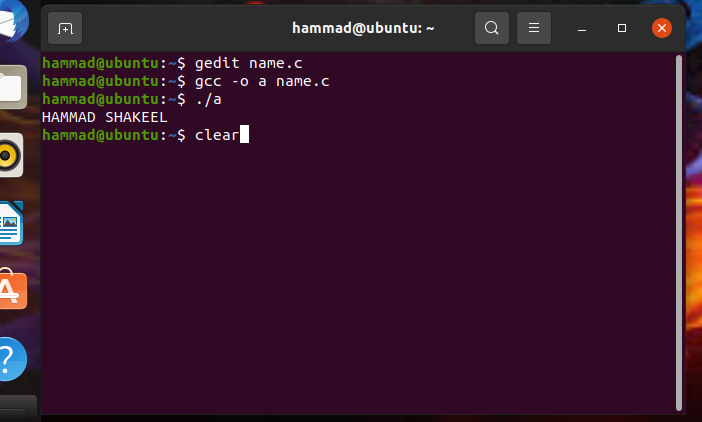 hammad@ubuntu: ~
hammad@ubuntu:~$ gedit name.c
hammad@ubuntu:~$ gcc -o a name.c
hammad@ubuntu:~$ ./a
HAMMAD SHAKEEL
hammad@ubuntu:~$ clear